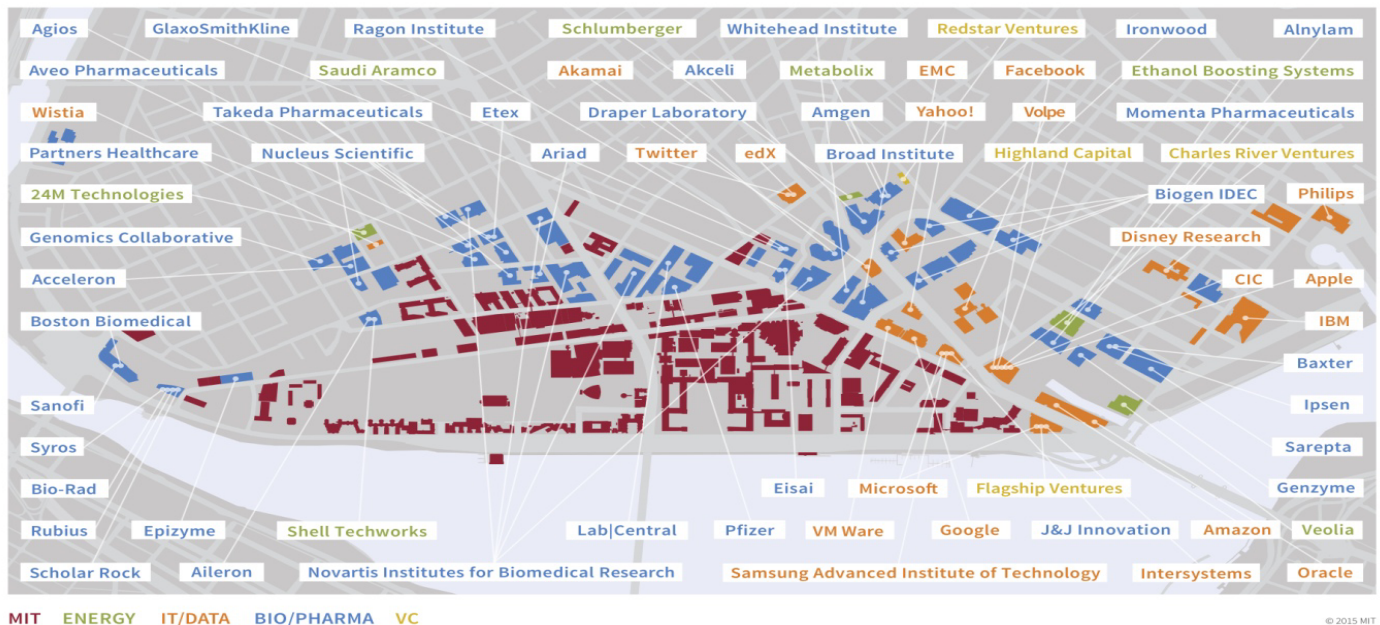 Agios GlaxoSmithKline Ragon Institute Schlumberger Whitehead Institute Redstar Ventures Ironwood Alnylam
Aveo Pharmaceuticals Saudi Aramco Akamai Akceli Metabolix EMC Facebook Ethanol Boosting Systems
Wistia Takeda Pharmaceuticals Etex Draper Laboratory Amgen Yahoo! Volpe Momenta Pharmaceuticals
Partners Healthcare Nucleus Scientific Ariad Twitter edX Broad Institute Highland Capital Charles River Ventures
24M Technologies Biogen IDEC Philips
Genomics Collaborative Disney Research
Acceleron CIC Apple
Boston Biomedical IBM
Baxter
Sanofi Ipsen
Syros Sarepta
Bio-Rad Eisai Microsoft Flagship Ventures Genzyme
Rubius Epizyme Shell Techworks Lab|Central Pfizer VM Ware Google J&J Innovation Amazon Veolia
Scholar Rock Aileron Novartis Institutes for Biomedical Research Samsung Advanced Institute of Technology Intersystems Oracle
MIT ENERGY IT/DATA BIO/PHARMA VC © 2015 MIT